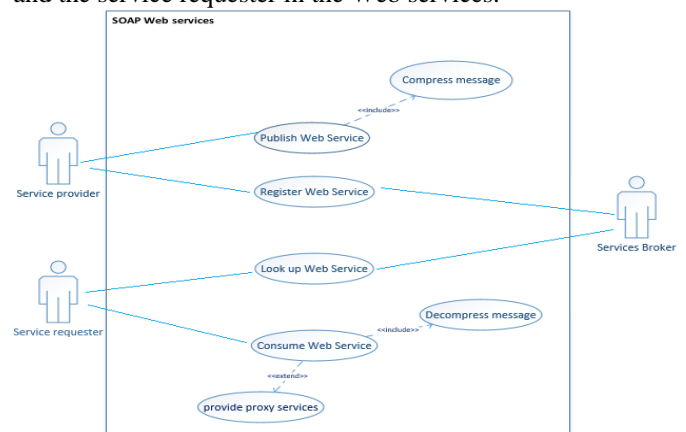 and the service requester in the Web services.
SOAP Web services
Compress message
<<include>>
Publish Web Service
Service provider
Register Web Service
Services Broker
Look up Web Service
Service requester
Decompress message
<<include>>
Consume Web Service
<<extend>>
provide proxy services